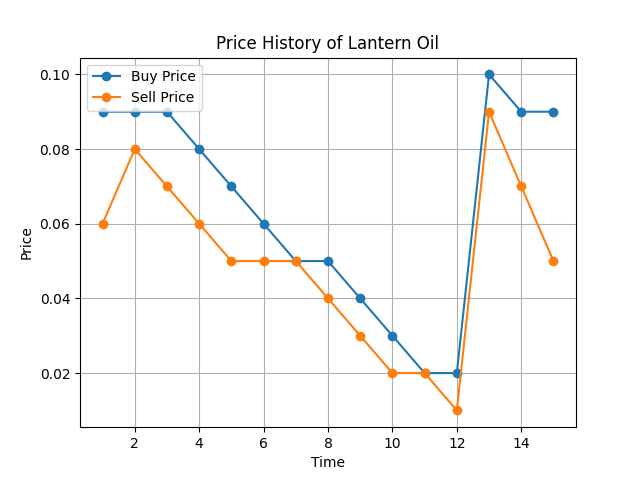 Price History of Lantern Oil
Buy Price
Sell Price
0.10
0.08
0.06
0.04
0.02
Price
2 4 6 8 10 12 14
Time